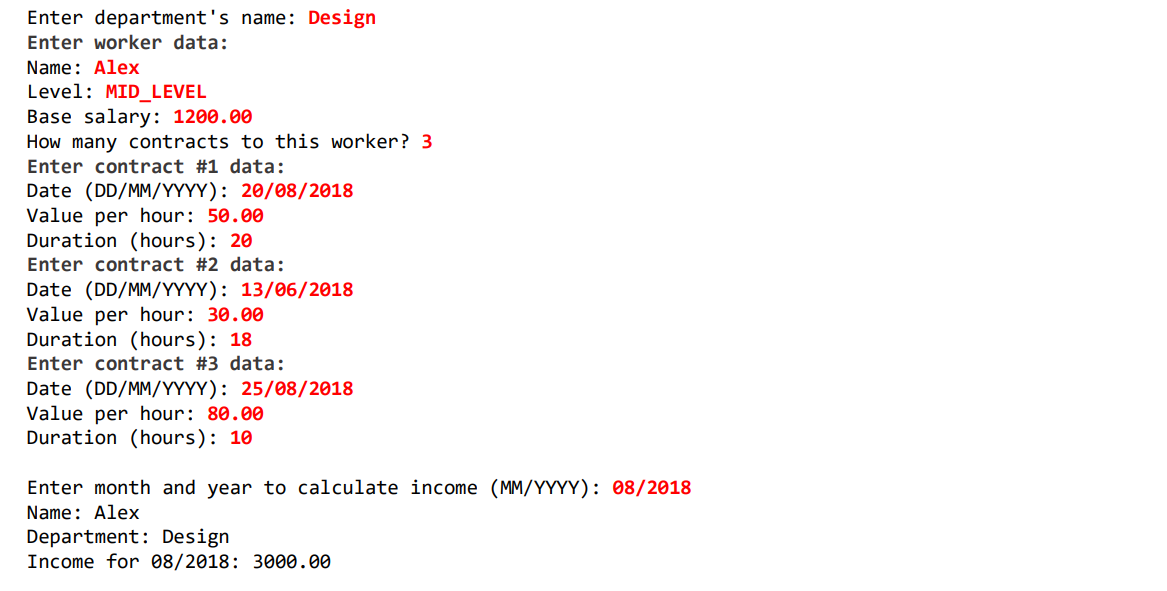 Enter department's name: Design
Enter worker data:
Name: Alex
Level: MID_LEVEL
Base salary: 1200.00
How many contracts to this worker? 3
Enter contract #1 data:
Date (DD/MM/YYYY): 20/08/2018
Value per hour: 50.00
Duration (hours): 20
Enter contract #2 data:
Date (DD/MM/YYYY): 13/06/2018
Value per hour: 30.00
Duration (hours): 18
Enter contract #3 data:
Date (DD/MM/YYYY): 25/08/2018
Value per hour: 80.00
Duration (hours): 10
Enter month and year to calculate income (MM/YYYY): 08/2018
Name: Alex
Department: Design
Income for 08/2018: 3000.00